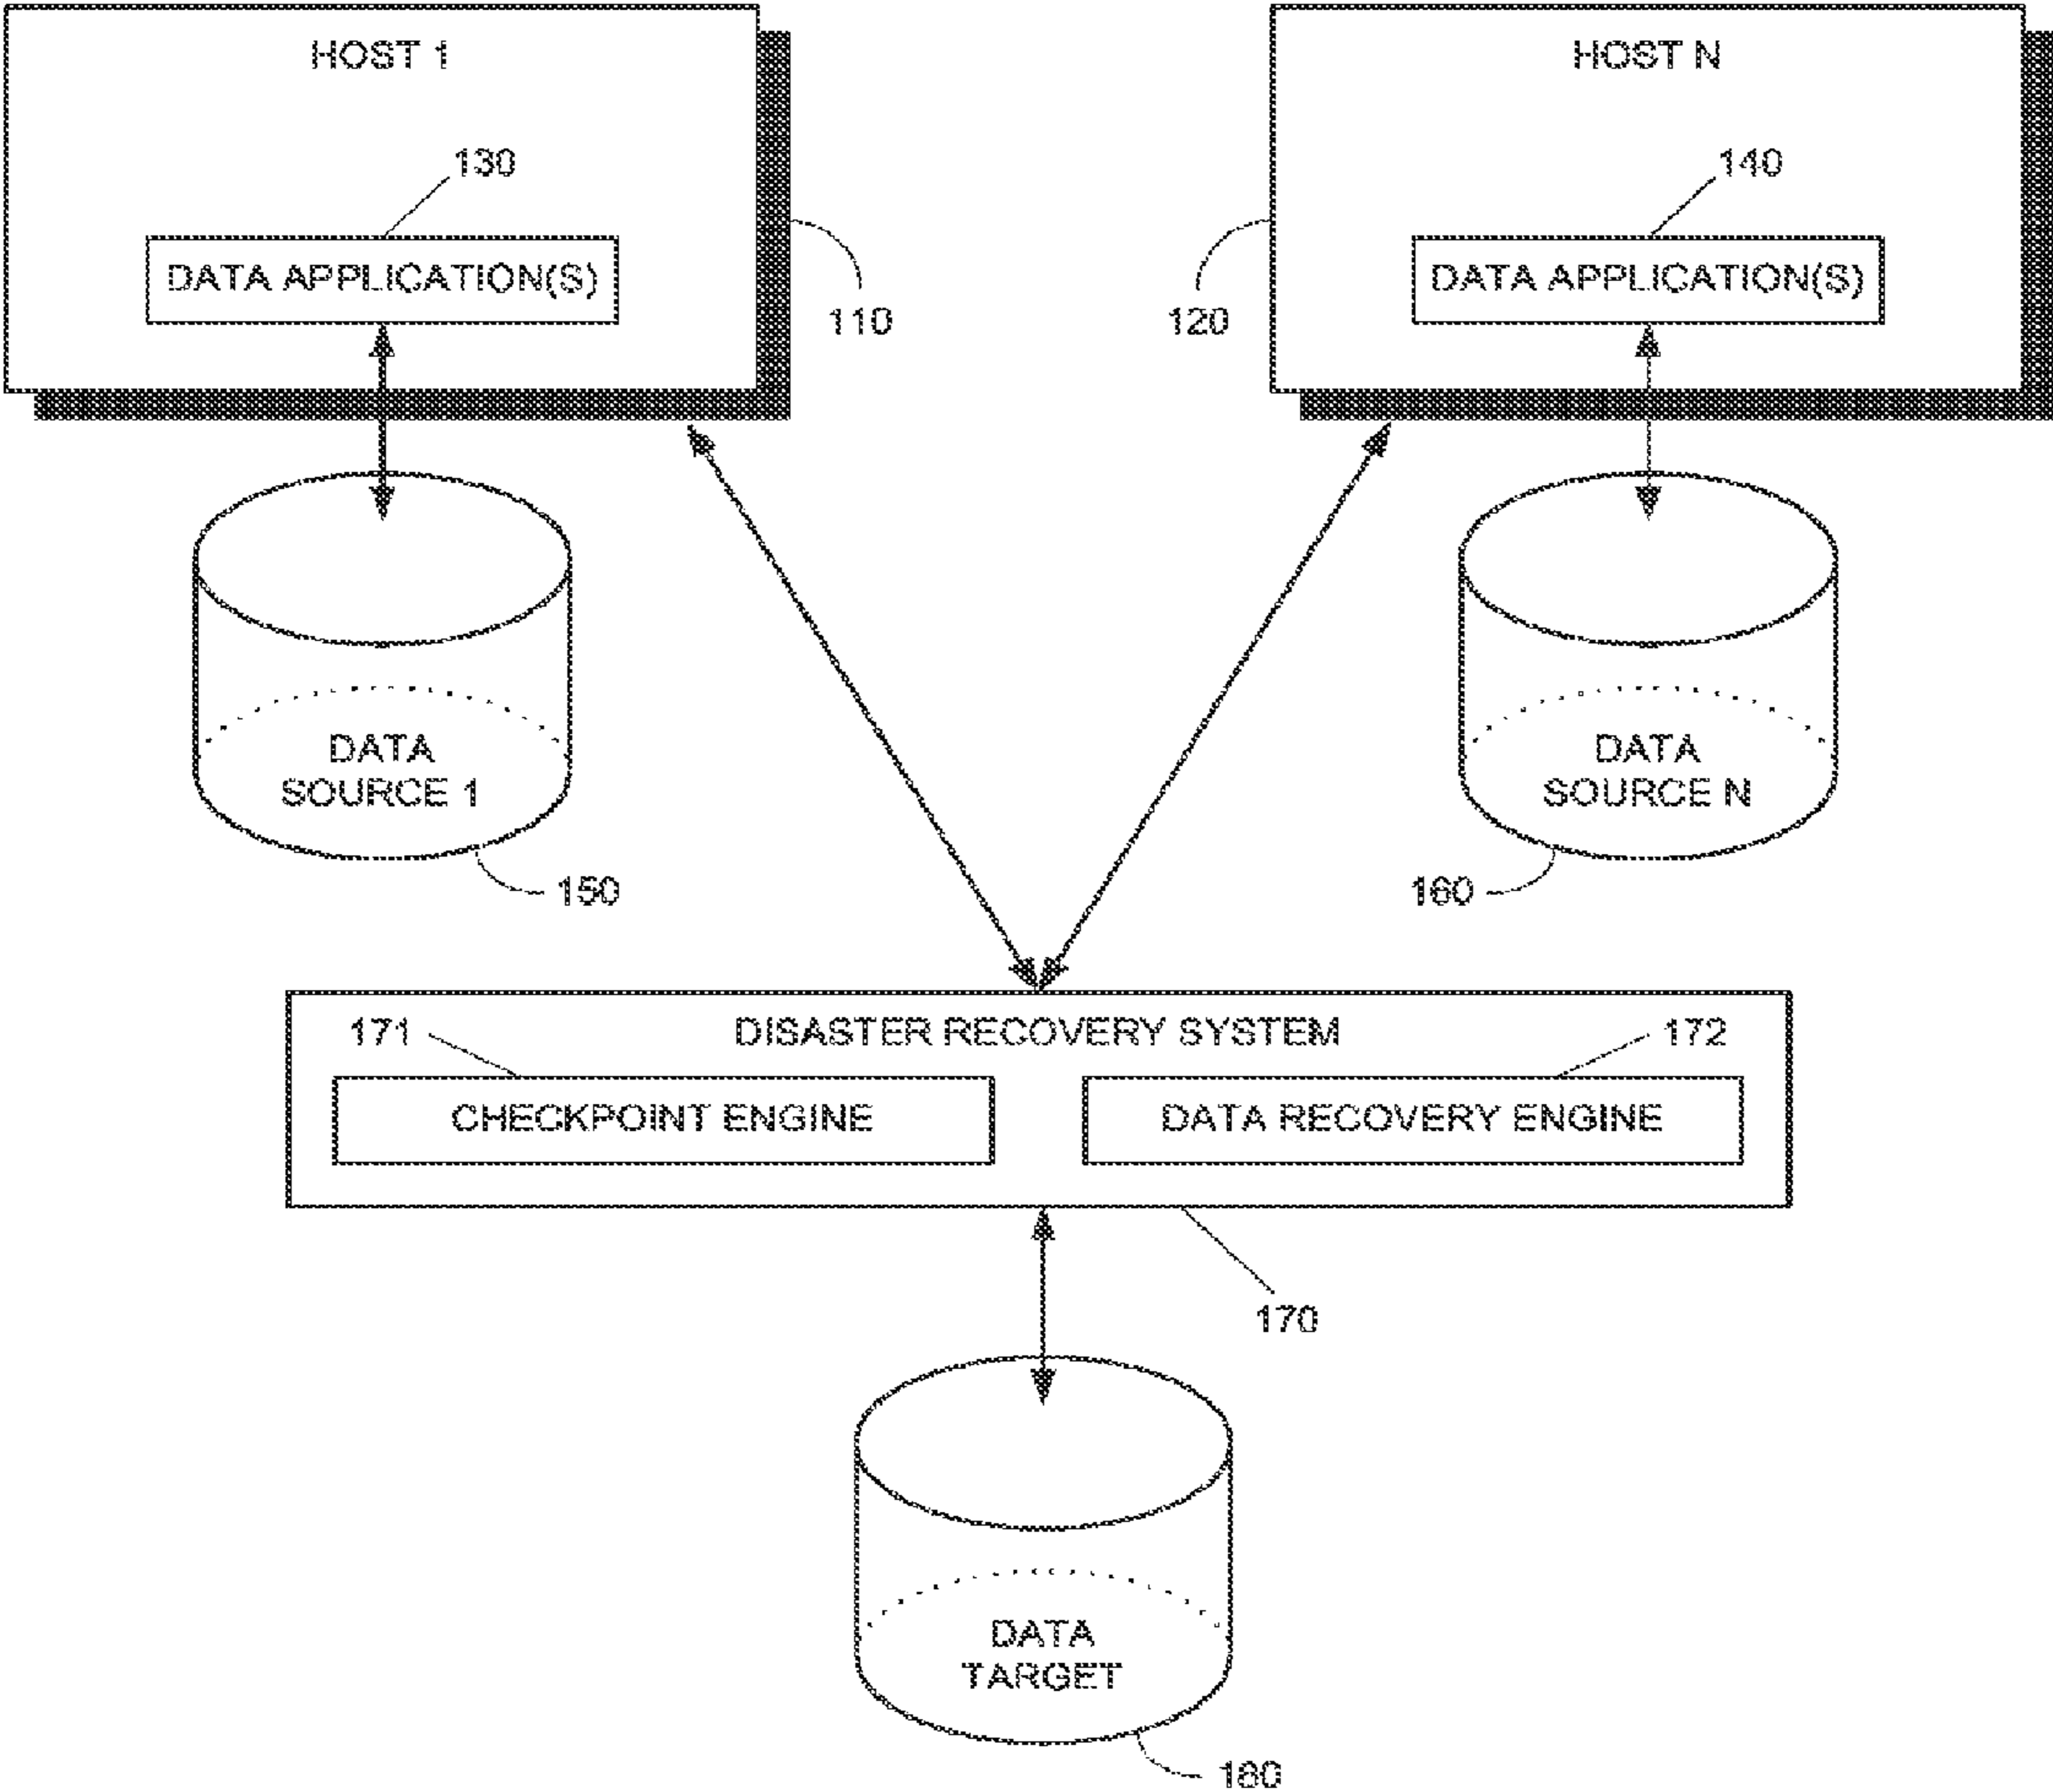 HOST 1
HOST N
130
140
DATA APPLICATION(S)
DATA APPLICATION(S)
110
120
DATA
SOURCE 1
DATA
SOURCE N
150
160
DISASTER RECOVERY SYSTEM
171
172
CHECKPOINT ENGINE
DATA RECOVERY ENGINE
170
DATA
TARGET
180